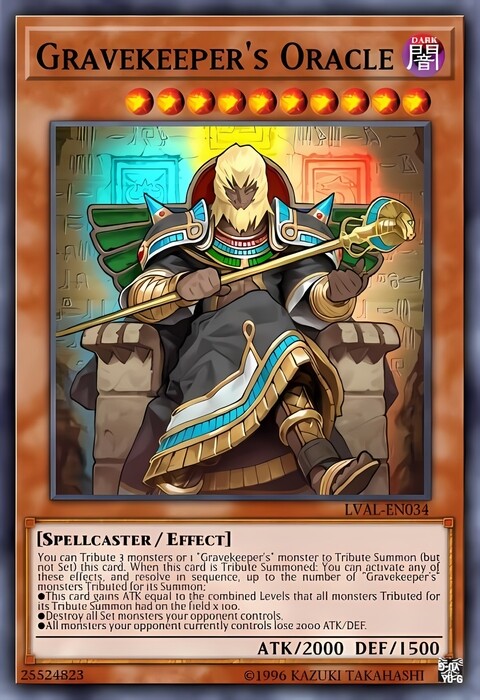 GRAVEKEEPER'S ORACLE
DARK
闇
LVAL-EN034
[SPELLCASTER / EFFECT]
You can Tribute 3 monsters or 1 "Gravekeeper's" monster to Tribute Summon (but
not Set) this card. When this card is Tribute Summoned: You can activate any of
these effects, and resolve in sequence, up to the number of "Gravekeeper's"
monsters Tributed for its Summon;
●This card gains ATK equal to the combined Levels that all monsters Tributed for
its Tribute Summon had on the field x 100.
●Destroy all Set monsters your opponent controls.
●All monsters your opponent currently controls lose 2000 ATK/DEF.
ATK/2000 DEF/1500
25524823
©1996 KAZUKI TAKAHASHI